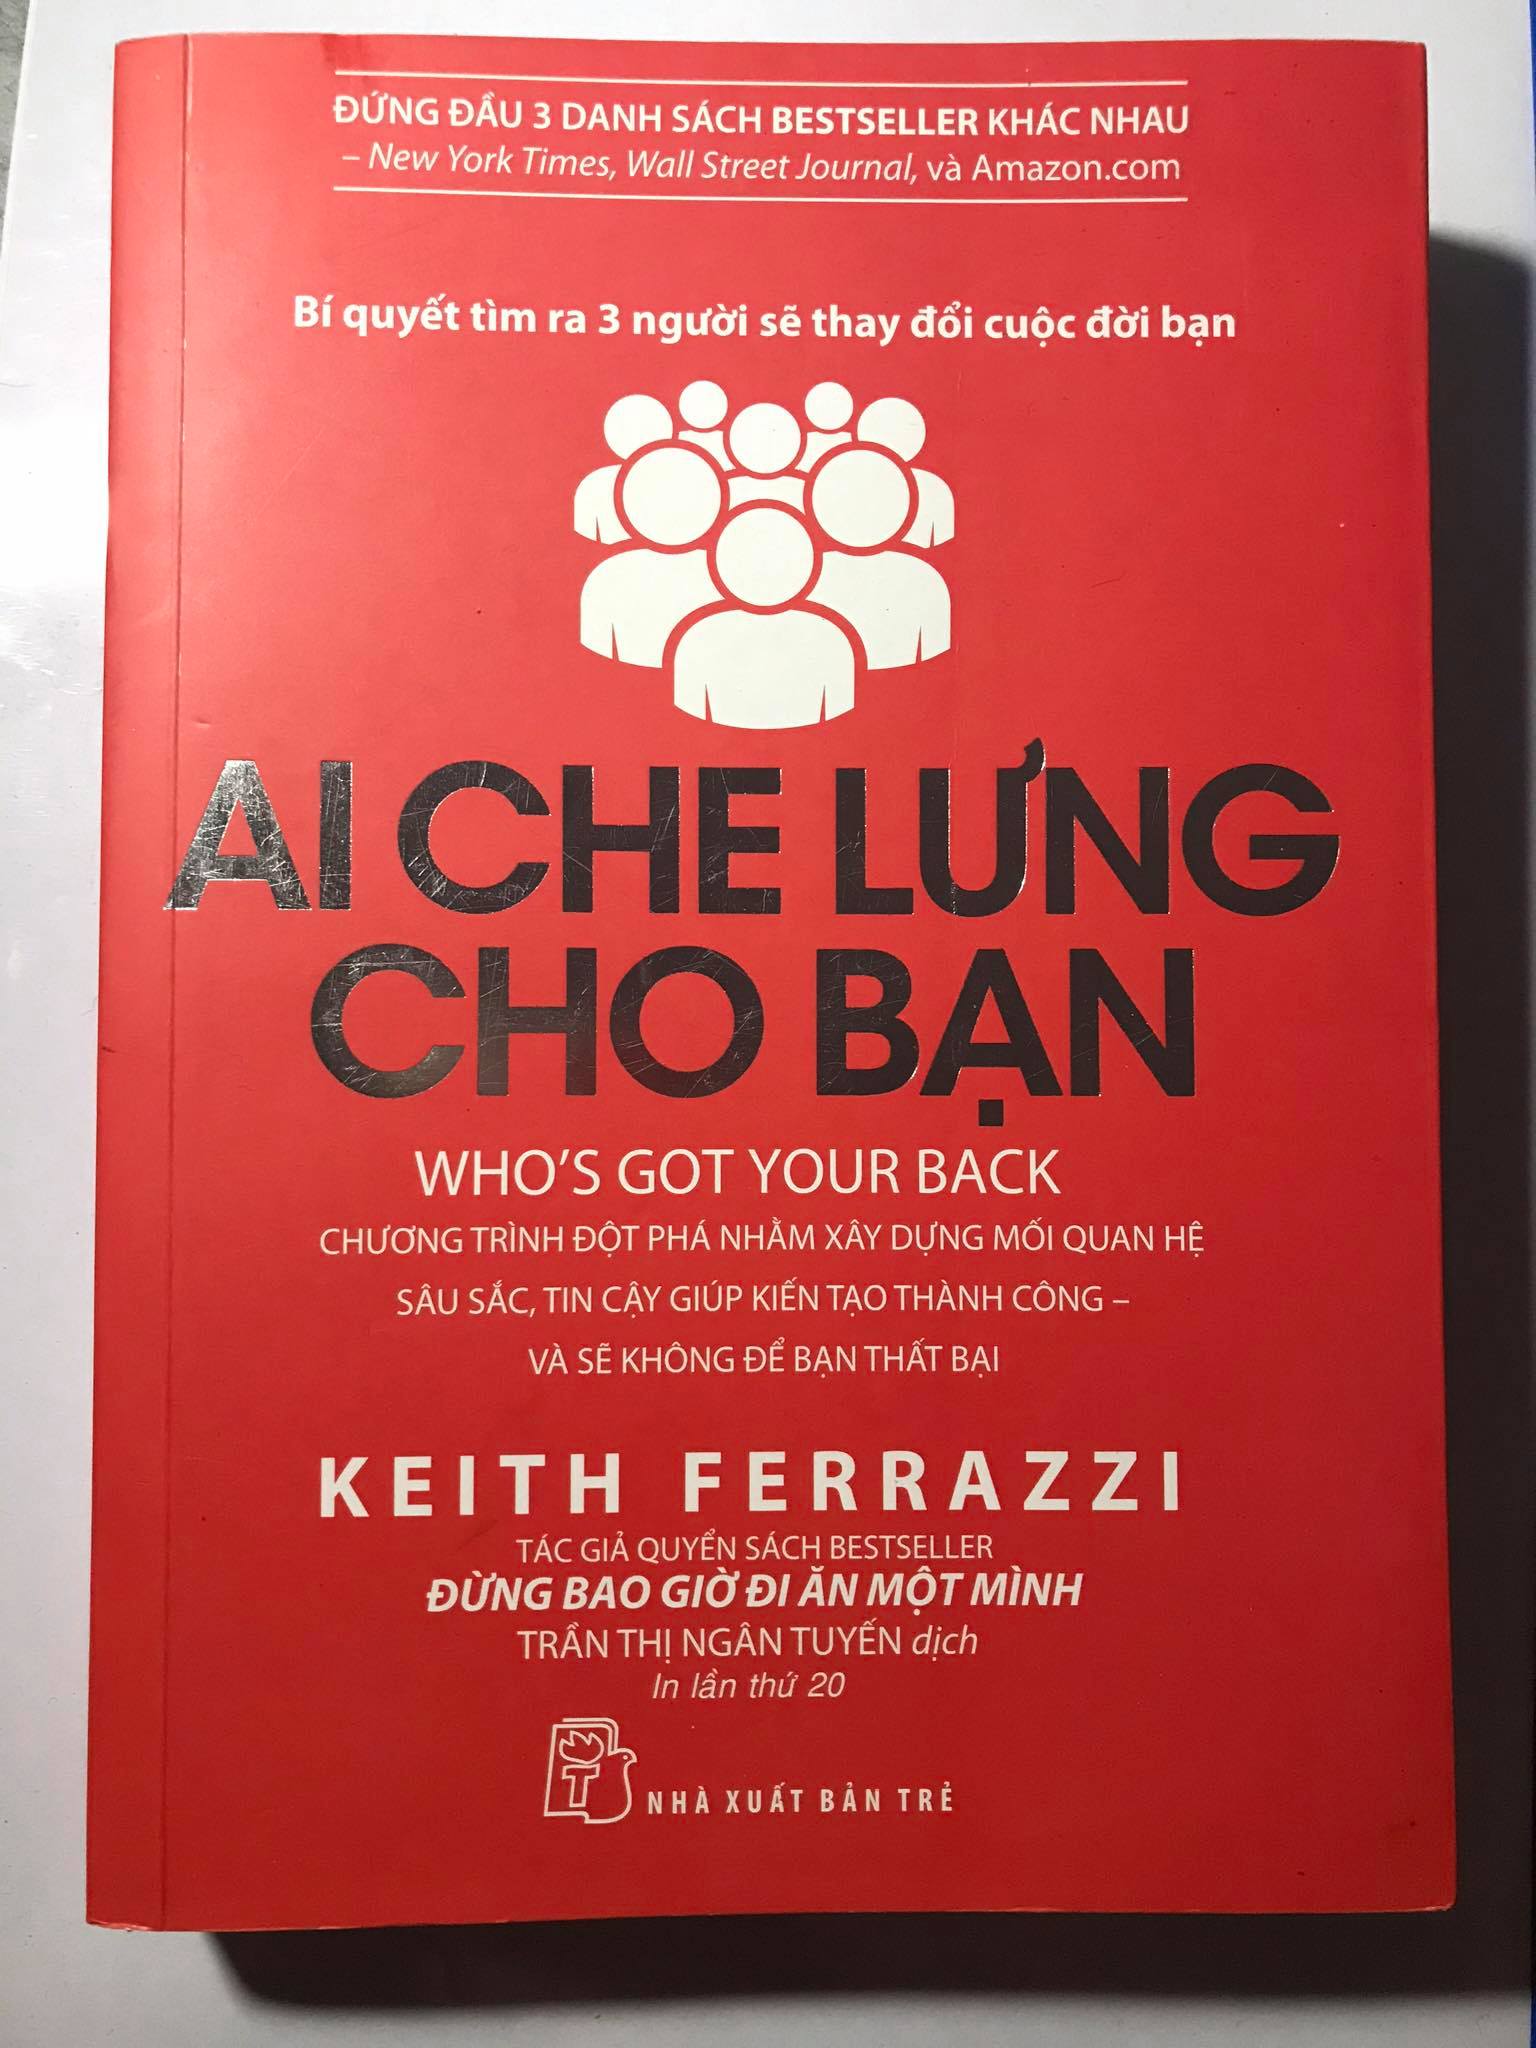 ĐỨNG ĐẦU 3 DANH SÁCH BESTSELLER KHÁC NHAU
– New York Times, Wall Street Journal, và Amazon.com
Bí quyết tìm ra 3 người sẽ thay đổi cuộc đời bạn
AI CHE LƯNG
CHO BẠN
WHO'S GOT YOUR BACK
CHƯƠNG TRÌNH ĐỘT PHÁ NHẰM XÂY DỰNG MỐI QUAN HỆ
SÂU SẮC, TIN CẬY GIÚP KIẾN TẠO THÀNH CÔNG –
VÀ SẼ KHÔNG ĐỂ BẠN THẤT BẠI
KEITH FERRAZZI
TÁC GIẢ QUYỂN SÁCH BESTSELLER
ĐỪNG BAO GIỜ ĐI ĂN MỘT MÌNH
TRẦN THỊ NGÂN TUYẾN dịch
In lần thứ 20
T
NHÀ XUẤT BẢN TRẺ